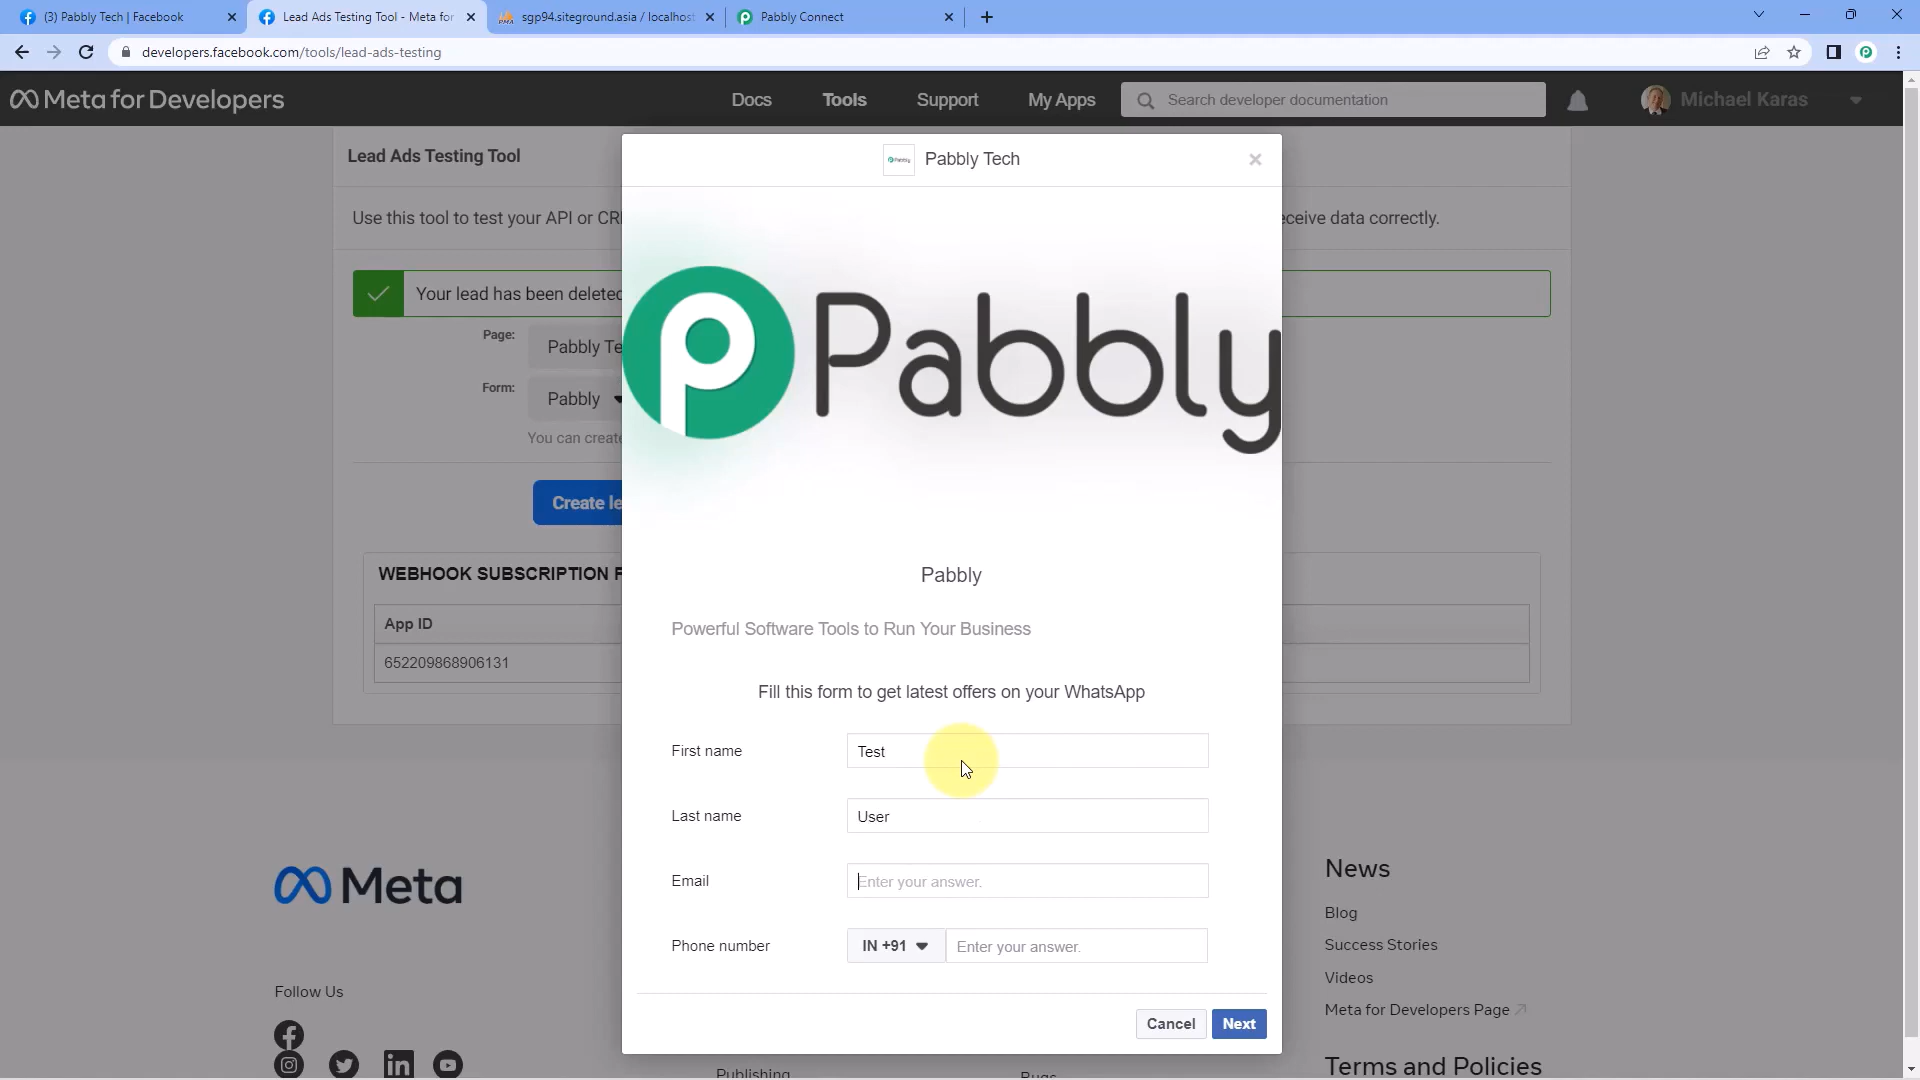 (3) Pabbly Tech | Facebook
Lead Ads Testing Tool - Meta for
sgp94.siteground.asia / localhost
Pabbly Connect
developers.facebook.com/tools/lead-ads-testing
Meta for Developers
Docs
Tools
Support
My Apps
Search developer documentation
Michael Karas
Lead Ads Testing Tool
Pabbly Tech
Use this tool to test your API or CR
eceive data correctly.
Your lead has been deleted
Page:
Pabbly Te
Form:
Pabbly
You can create
Create le
Pabbly
WEBHOOK SUBSCRIPTION F
App ID
652209868906131
Pabbly
Powerful Software Tools to Run Your Business
Fill this form to get latest offers on your WhatsApp
First name
Test
Last name
User
Email
Enter your answer.
Phone number
IN +91
Enter your answer.
Cancel
Next
Meta
Follow Us
News
Blog
Success Stories
Videos
Meta for Developers Page
Terms and Policies
Publishing
Bugs